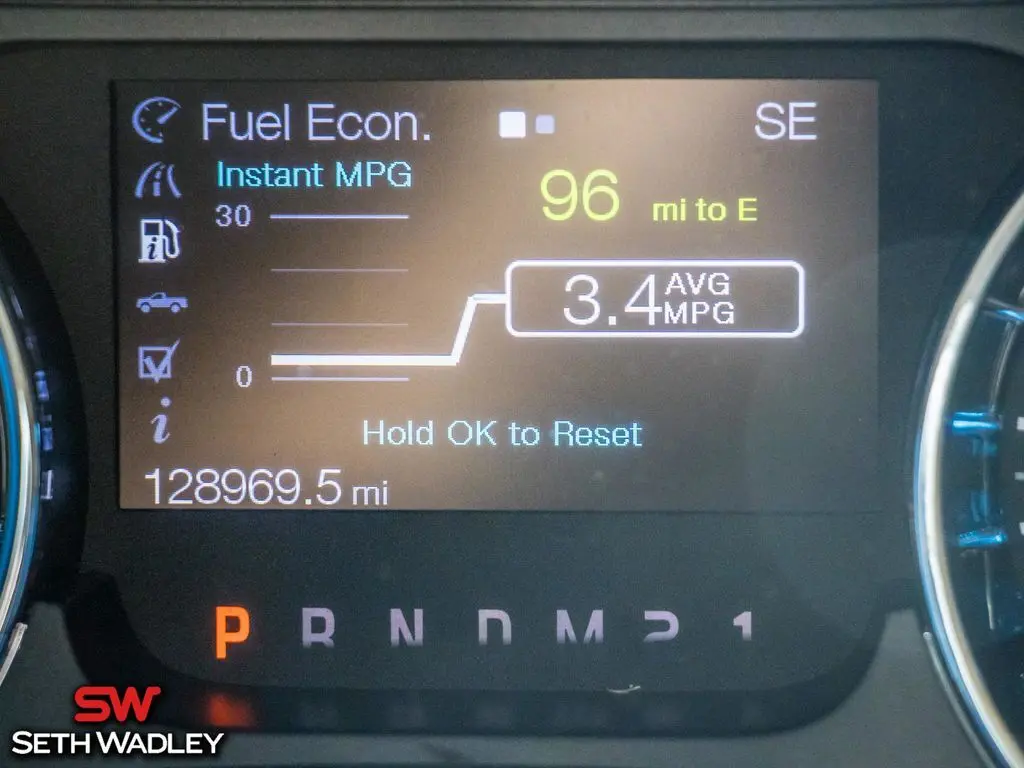 Fuel Econ. SE
Instant MPG
30
96 mi to E
3.4 AVG MPG
0
Hold OK to Reset
128969.5 mi
P R N D M 2 1
SW
SETH WADLEY